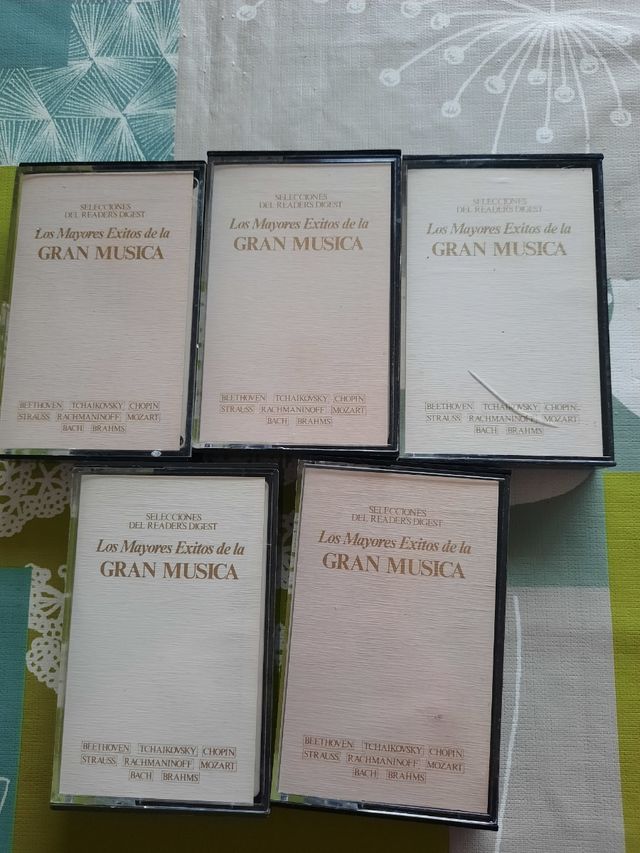 SELECCIONES
DEL READER'S DIGEST
Los Mayores Exitos de la
GRAN MUSICA
BEETHOVEN TCHAIKOVSKY CHOPIN
STRAUSS RACHMANINOFF MOZART
BACH BRAHMS
SELECCIONES
DEL READER'S DIGEST
Los Mayores Exitos de la
GRAN MUSICA
BEETHOVEN TCHAIKOVSKY CHOPIN
STRAUSS RACHMANINOFF MOZART
BACH BRAHMS
SELECCIONES
DEL READER'S DIGEST
Los Mayores Exitos de la
GRAN MUSICA
BEETHOVEN TCHAIKOVSKY CHOPIN
STRAUSS RACHMANINOFF MOZART
BACH BRAHMS
SELECCIONES
DEL READER'S DIGEST
Los Mayores Exitos de la
GRAN MUSICA
BEETHOVEN TCHAIKOVSKY CHOPIN
STRAUSS RACHMANINOFF MOZART
BACH BRAHMS
SELECCIONES
DEL READER'S DIGEST
Los Mayores Exitos de la
GRAN MUSICA
BEETHOVEN TCHAIKOVSKY CHOPIN
STRAUSS RACHMANINOFF MOZART
BACH BRAHMS